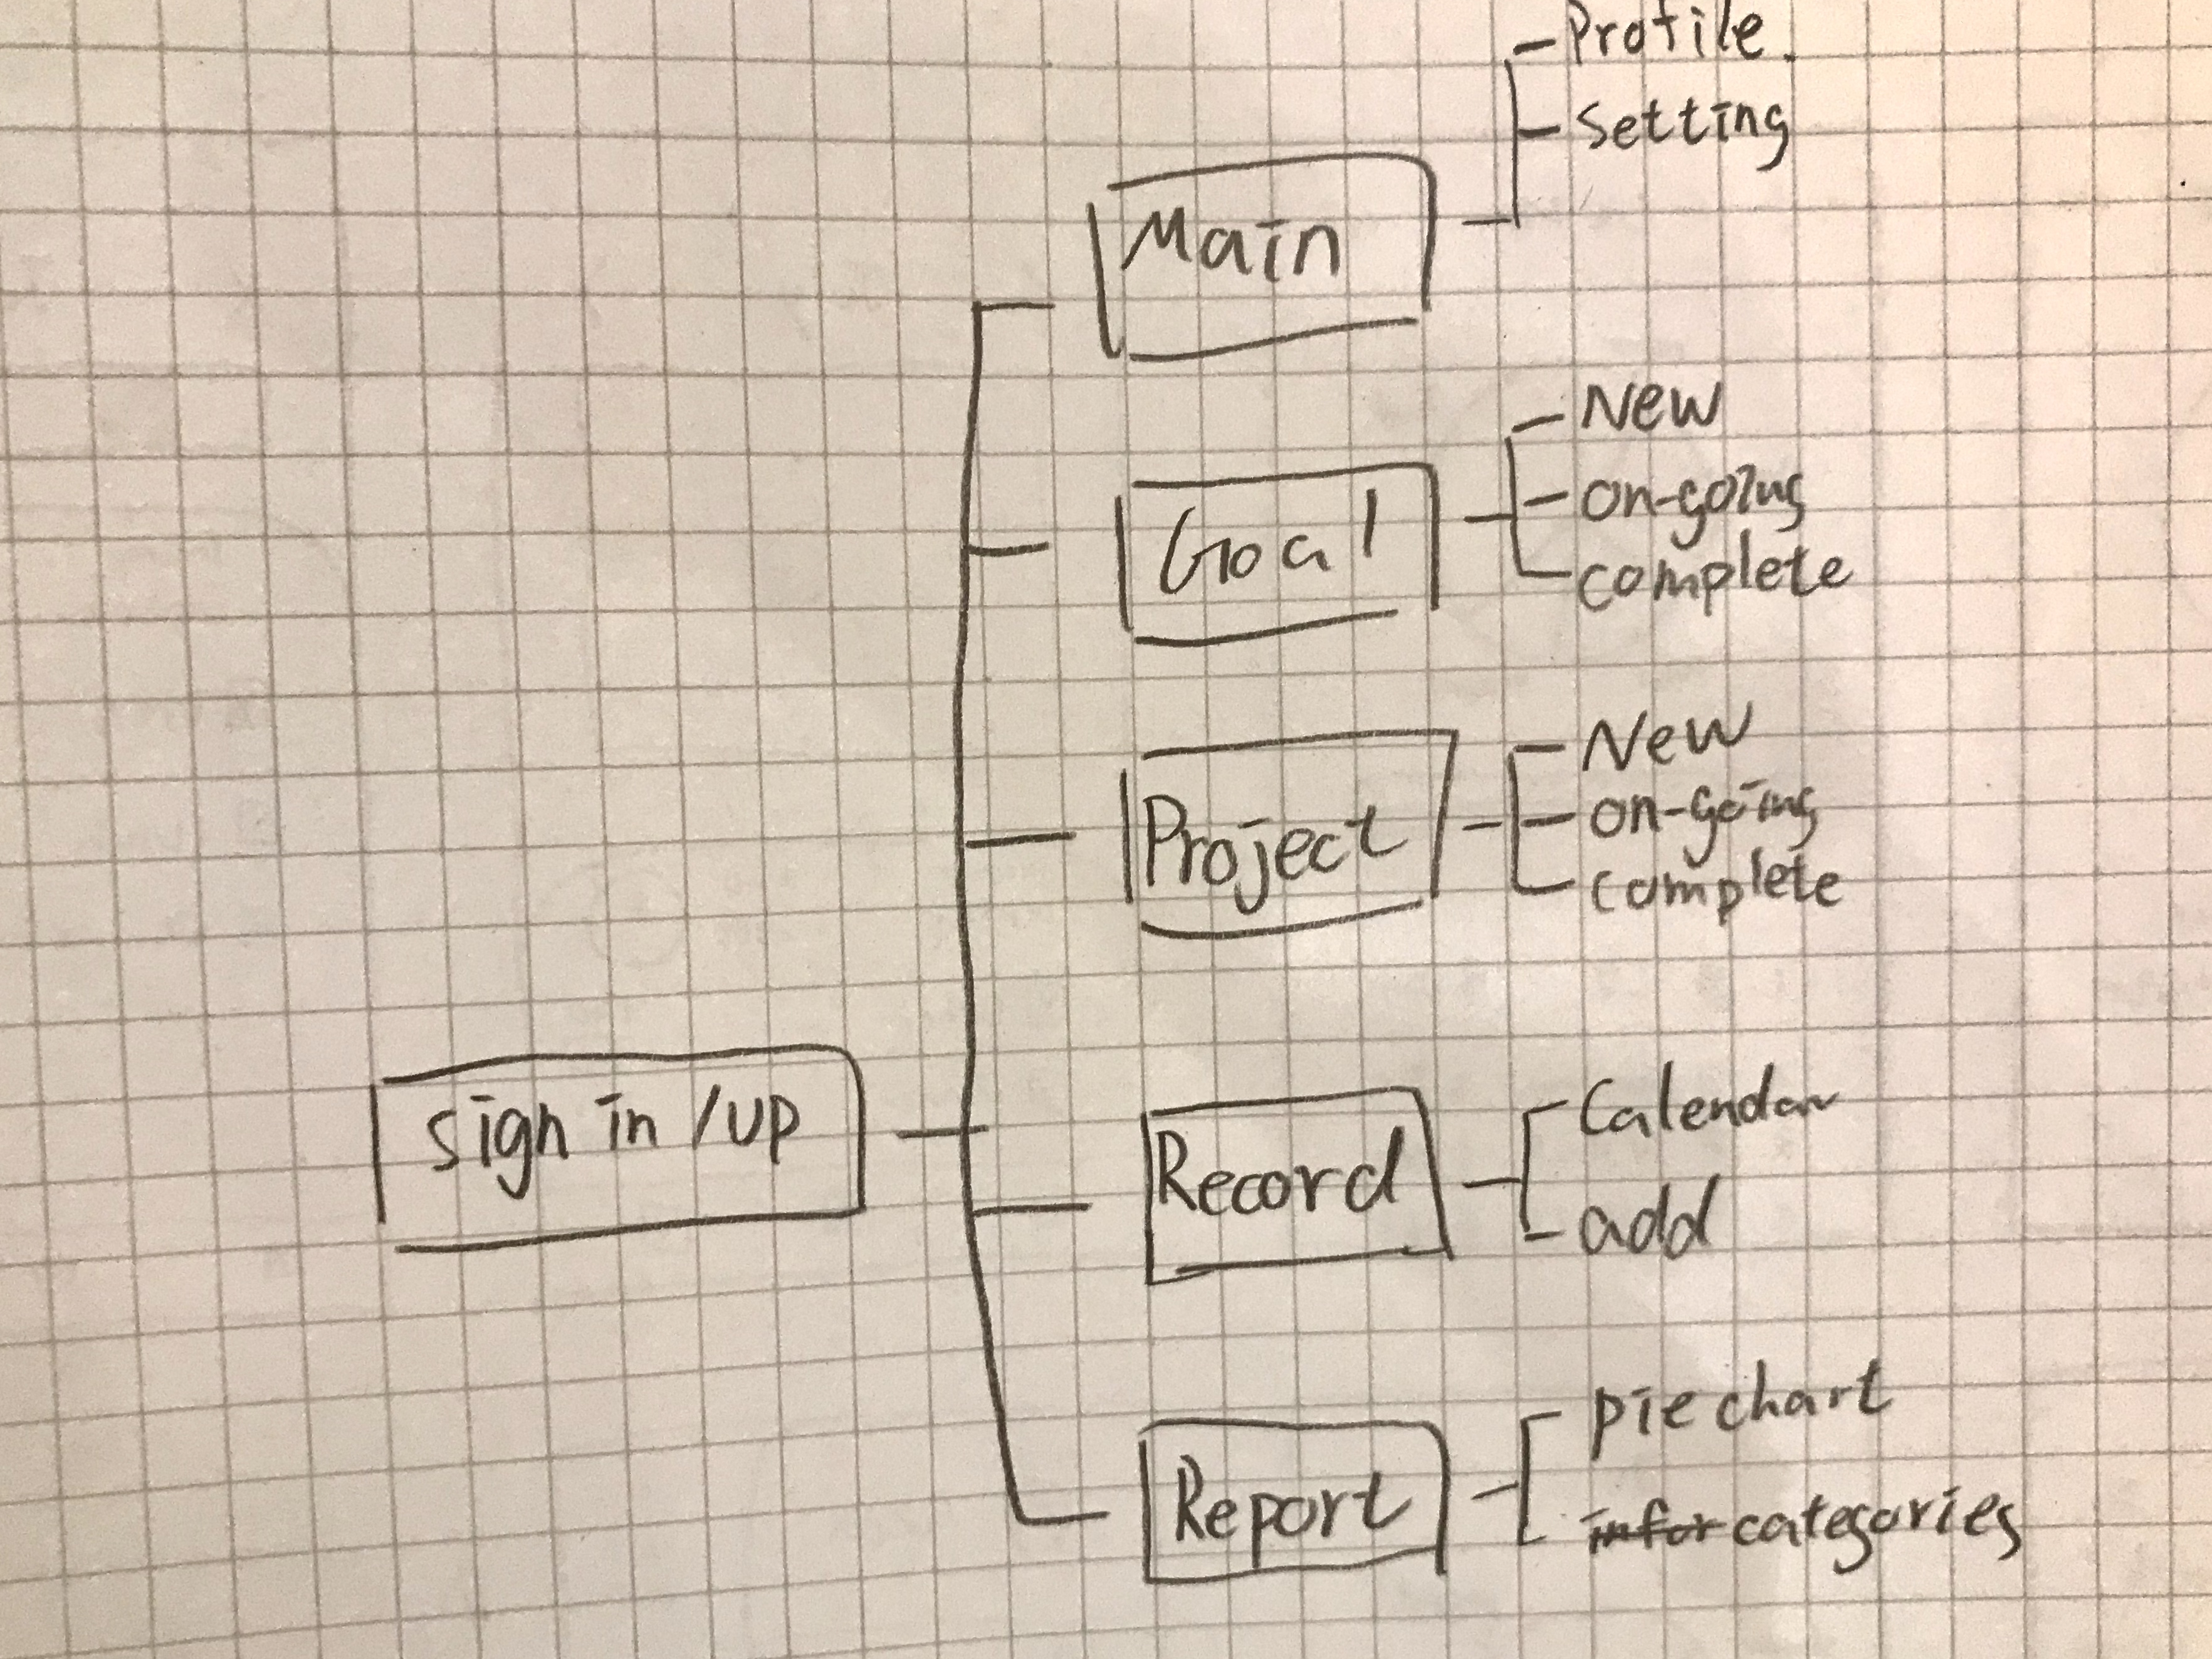 Profile.
Setting
Main
New
on-going
complete
Goal
New
on-going
complete
Project
sign in /up
Calendar
add
Record
pie chart
infor categories
Report